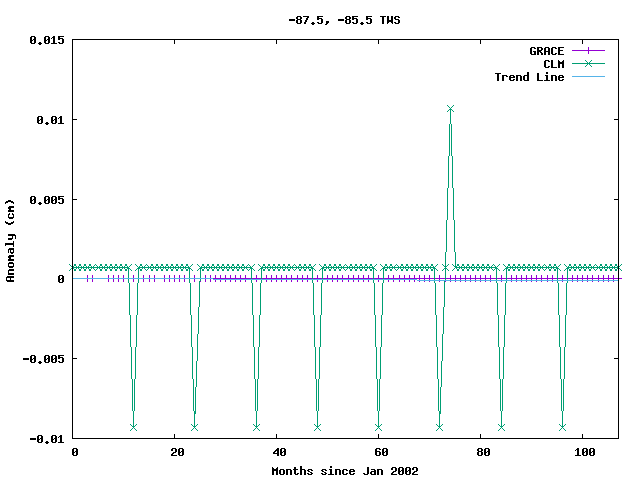 -87.5, -85.5 TWS
0.015
0.01
0.005
0
-0.005
-0.01
Anomaly (cm)
GRACE
CLM
Trend Line
0 20 40 60 80 100
Months since Jan 2002